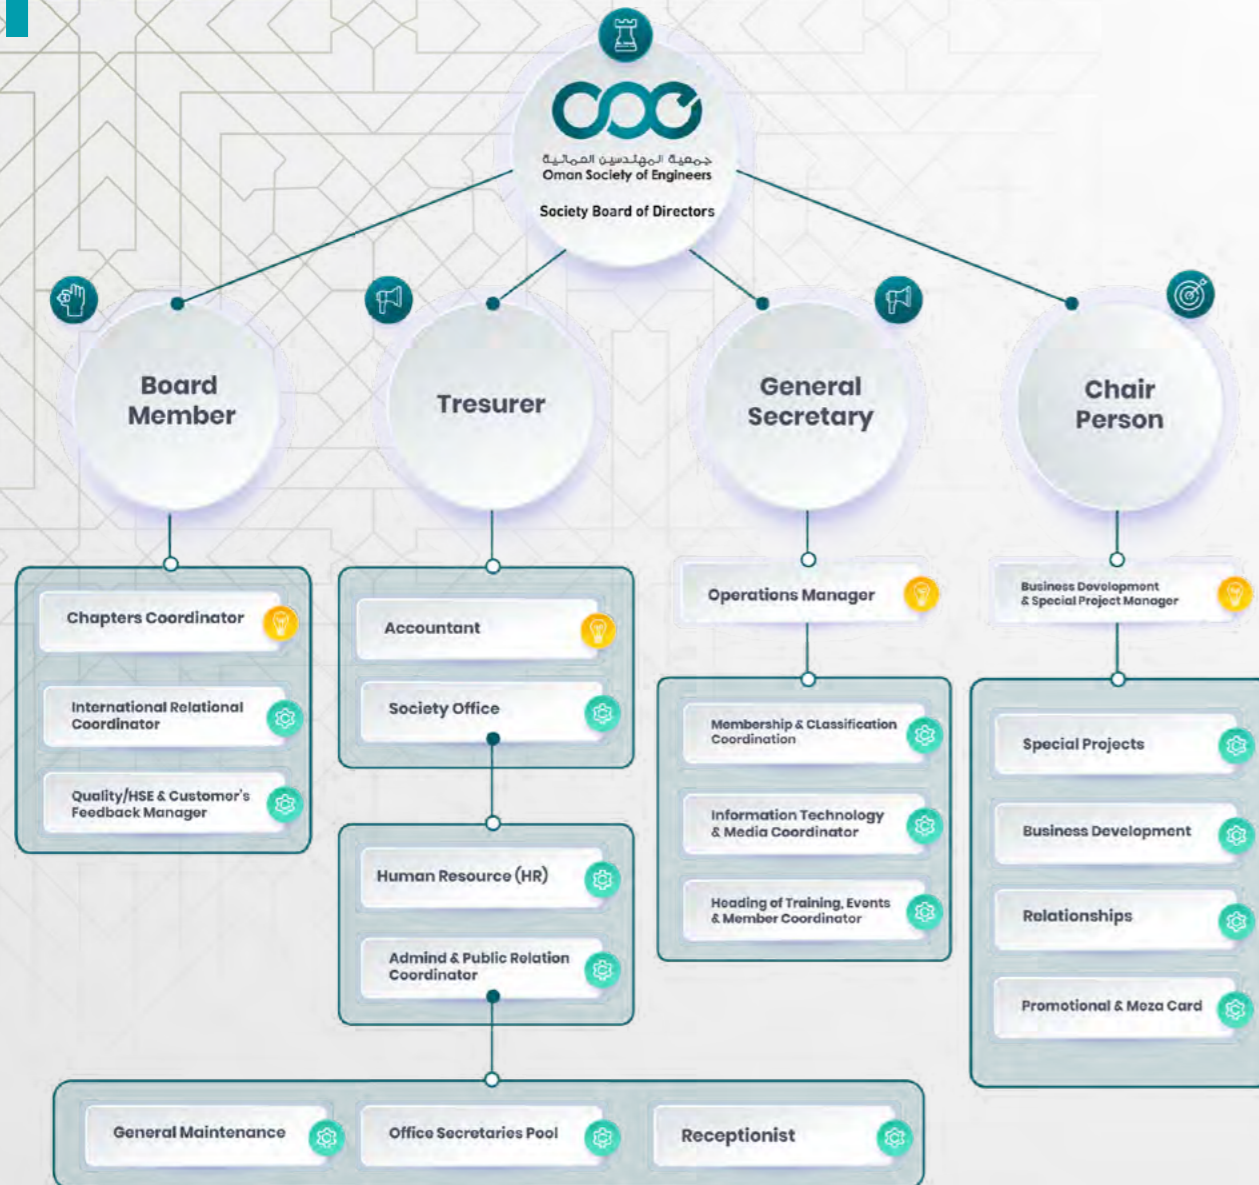 جمعية المهندسين العمانية
Oman Society of Engineers
Society Board of Directors
Board
Member
Tresurer
General
Secretary
Chair
Person
Chapters Coordinator
International Relational
Coordinator
Quality/HSE & Customer's
Feedback Manager
Accountant
Society Office
Human Resource (HR)
Admind & Public Relation
Coordinator
Operations Manager
Membership & CLassification
Coordination
Information Technology
& Media Coordinator
Heading of Training, Events
& Member Coordinator
Business Development
& Special Project Manager
Special Projects
Business Development
Relationships
Promotional & Meza Card
General Maintenance
Office Secretaries Pool
Receptionist